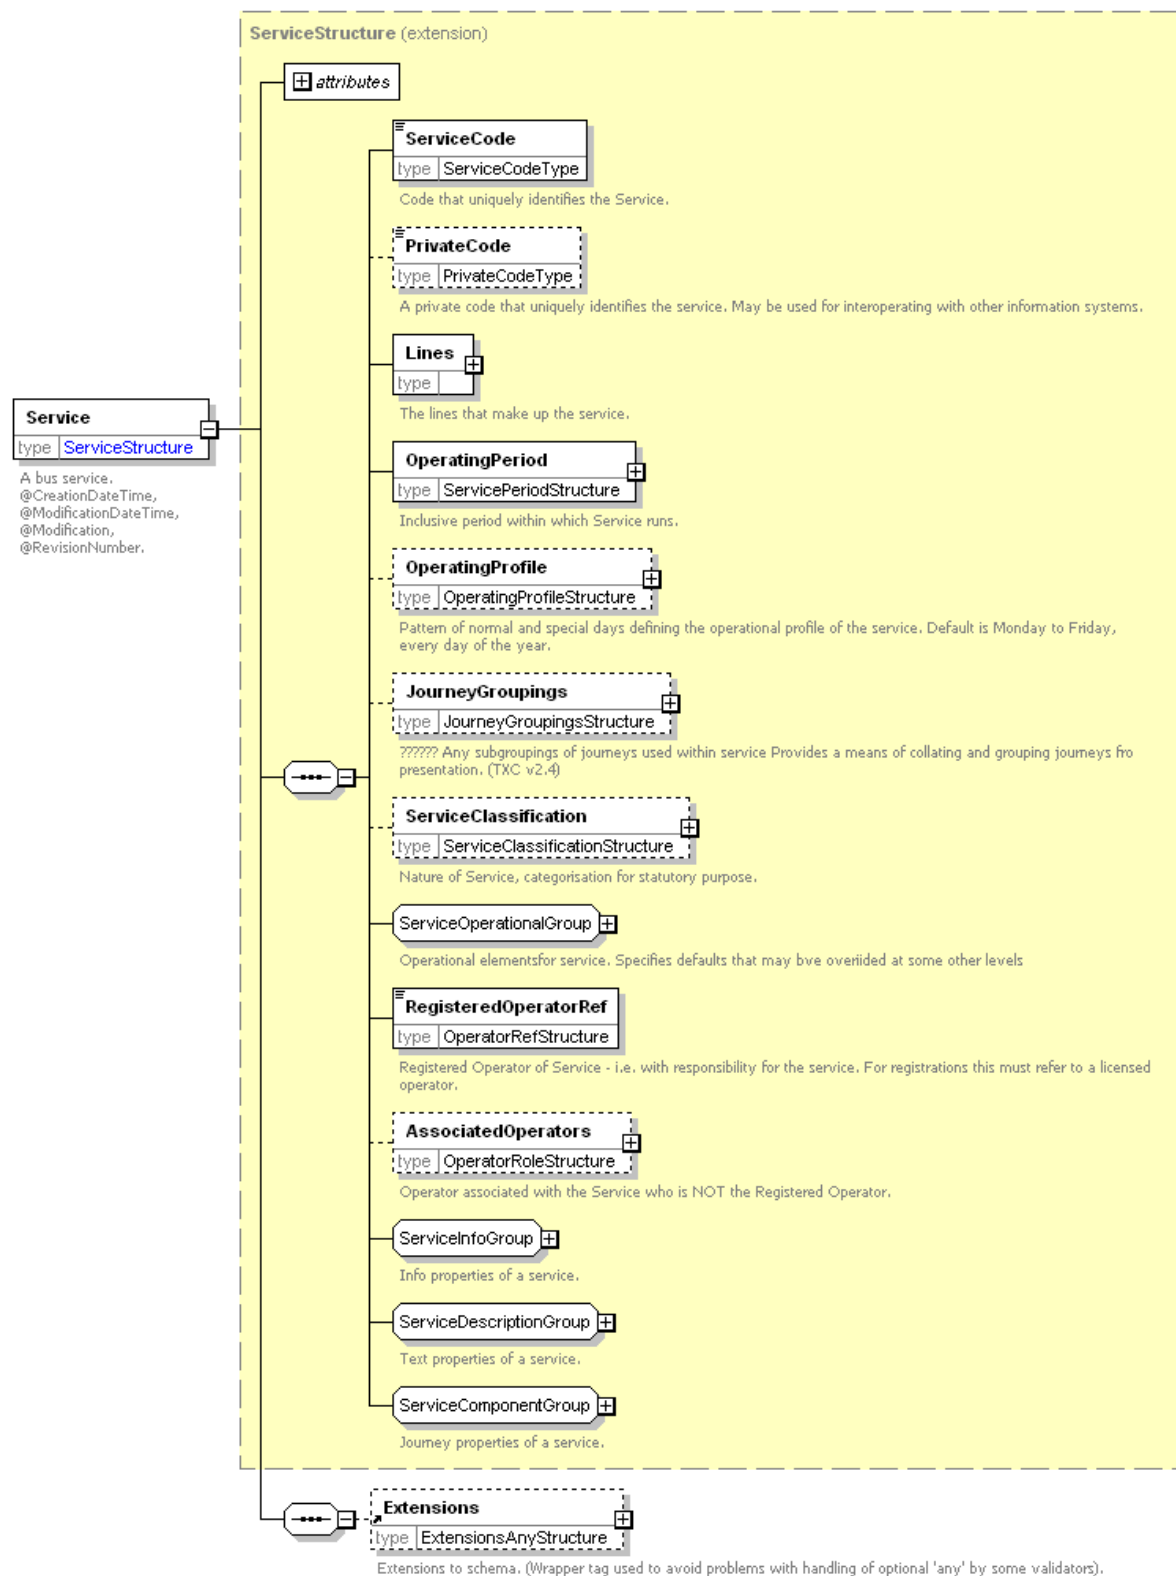 ServiceStructure (extension)
attributes
ServiceCode
type ServiceCodeType
Code that uniquely identifies the Service.
PrivateCode
type PrivateCodeType
A private code that uniquely identifies the service. May be used for interoperating with other information systems.
Lines
type
The lines that make up the service.
Service
type ServiceStructure
A bus service.
@CreationDateTime,
@ModificationDateTime,
@Modification,
@RevisionNumber.
OperatingPeriod
type ServicePeriodStructure
Inclusive period within which Service runs.
OperatingProfile
type OperatingProfileStructure
Pattern of normal and special days defining the operational profile of the service. Default is Monday to Friday,
every day of the year.
JourneyGroupings
type JourneyGroupingsStructure
?????? Any subgroupings of journeys used within service Provides a means of collating and grouping journeys fro
presentation. (TXC v2.4)
ServiceClassification
type ServiceClassificationStructure
Nature of Service, categorisation for statutory purpose.
ServiceOperationalGroup
Operational elementsfor service. Specifies defaults that may bve overiided at some other levels
RegisteredOperatorRef
type OperatorRefStructure
Registered Operator of Service - i.e. with responsibility for the service. For registrations this must refer to a licensed
operator.
AssociatedOperators
type OperatorRoleStructure
Operator associated with the Service who is NOT the Registered Operator.
ServiceInfoGroup
Info properties of a service.
ServiceDescriptionGroup
Text properties of a service.
ServiceComponentGroup
Journey properties of a service.
Extensions
type ExtensionsAnyStructure
Extensions to schema. (Wrapper tag used to avoid problems with handling of optional 'any' by some validators).